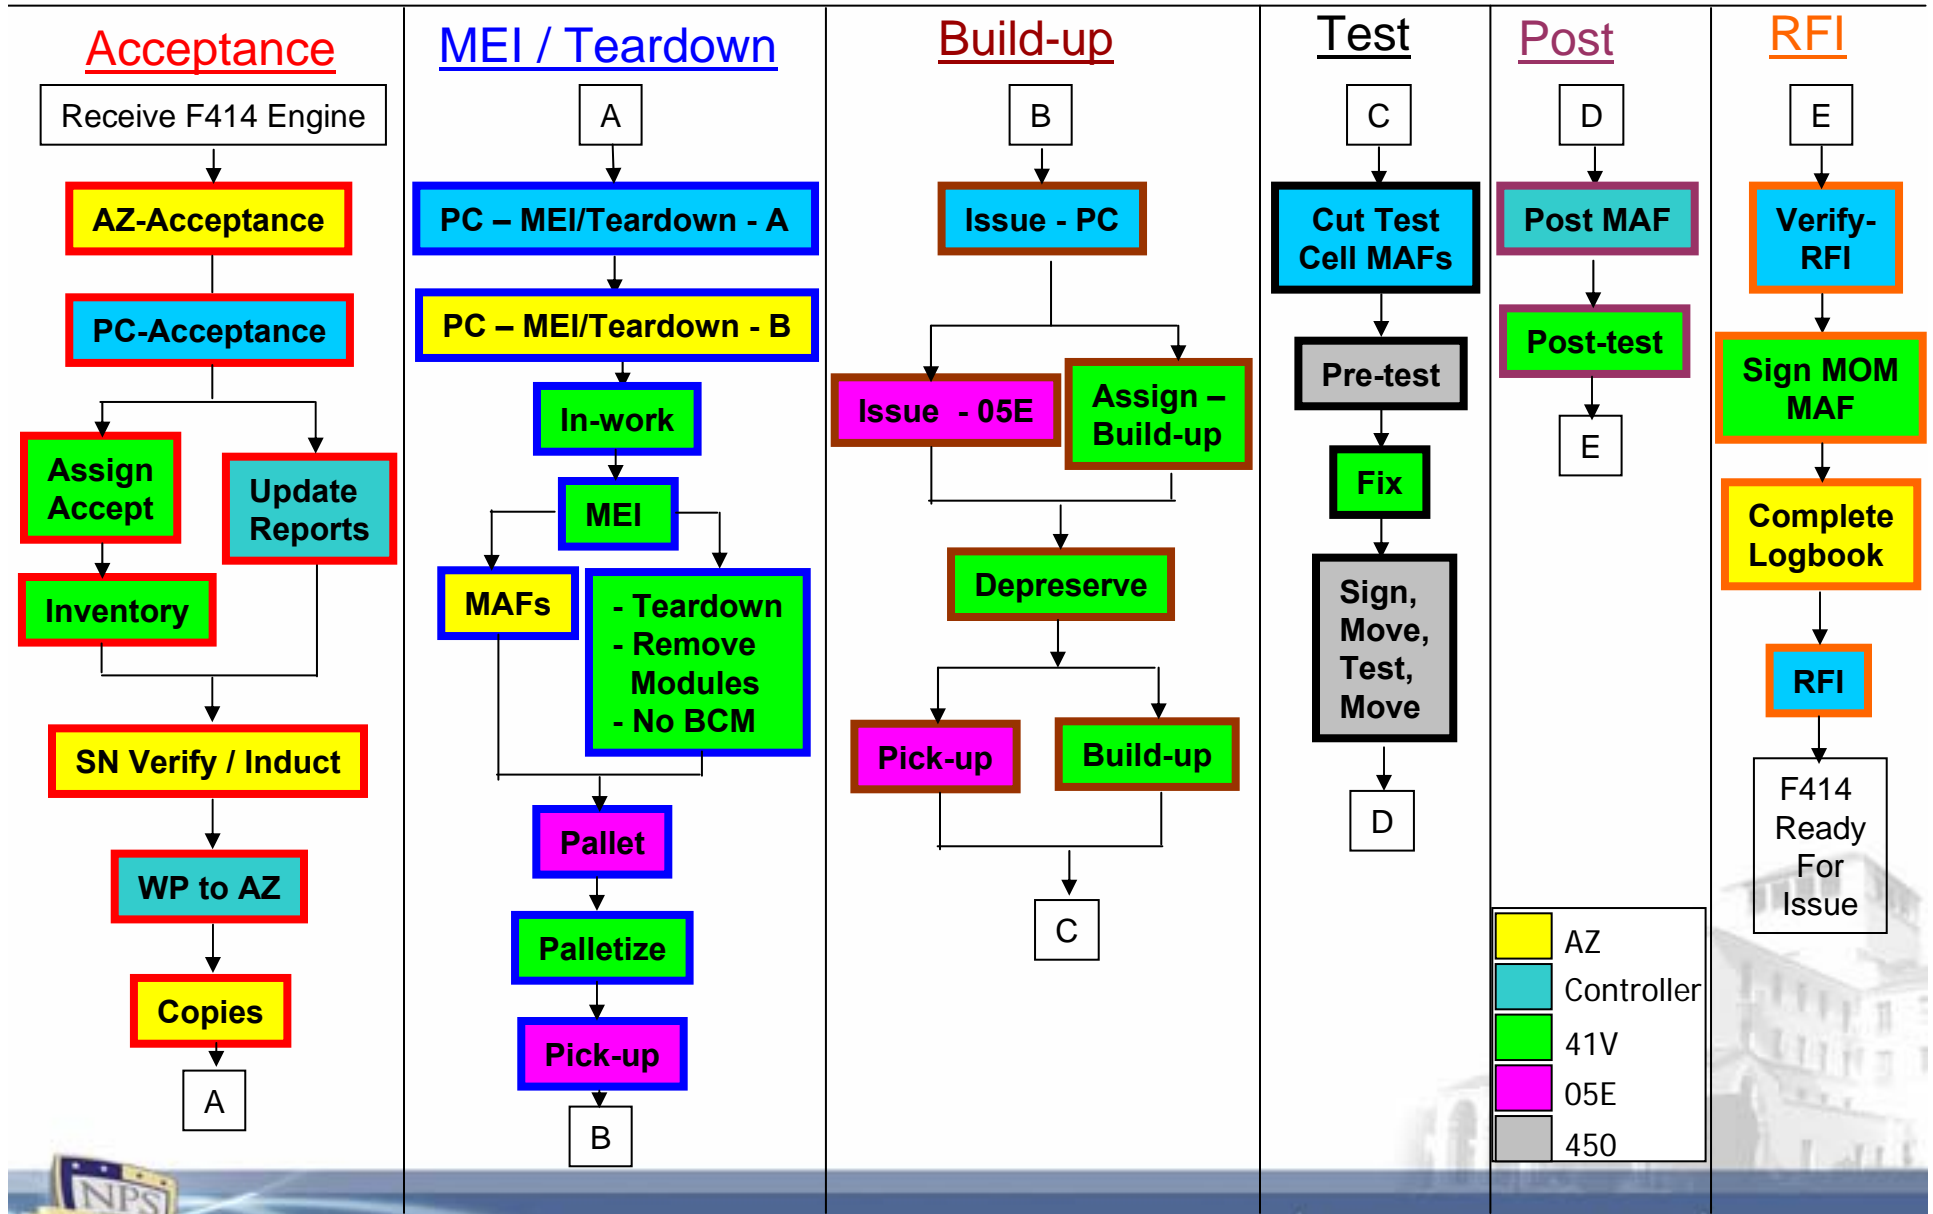 Acceptance
Receive F414 Engine
AZ-Acceptance
PC-Acceptance
Assign
Accept
Update
Reports
Inventory
SN Verify / Induct
WP to AZ
Copies
A
MEI / Teardown
A
PC – MEI/Teardown - A
PC – MEI/Teardown - B
In-work
MEI
MAFs
- Teardown
- Remove
Modules
- No BCM
Pallet
Palletize
Pick-up
B
Build-up
B
Issue - PC
Issue - 05E
Assign –
Build-up
Depreserve
Pick-up
Build-up
C
Test
C
Cut Test
Cell MAFs
Pre-test
Fix
Sign,
Move,
Test,
Move
D
Post
D
Post MAF
Post-test
E
RFI
E
Verify-
RFI
Sign MOM
MAF
Complete
Logbook
RFI
F414
Ready
For
Issue
AZ
Controller
41V
05E
450
NPS